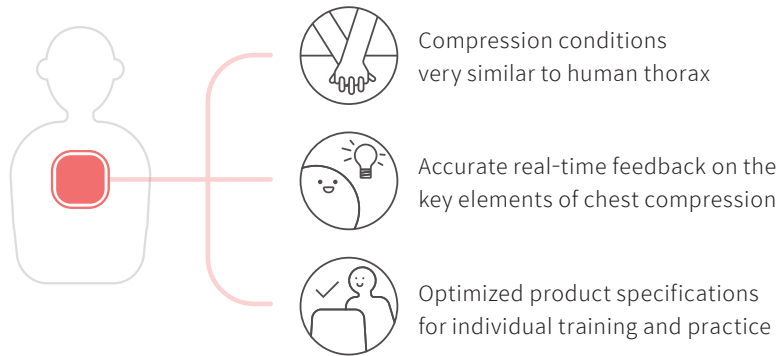 Compression conditions
very similar to human thorax
Accurate real-time feedback on the
key elements of chest compression
Optimized product specifications
for individual training and practice